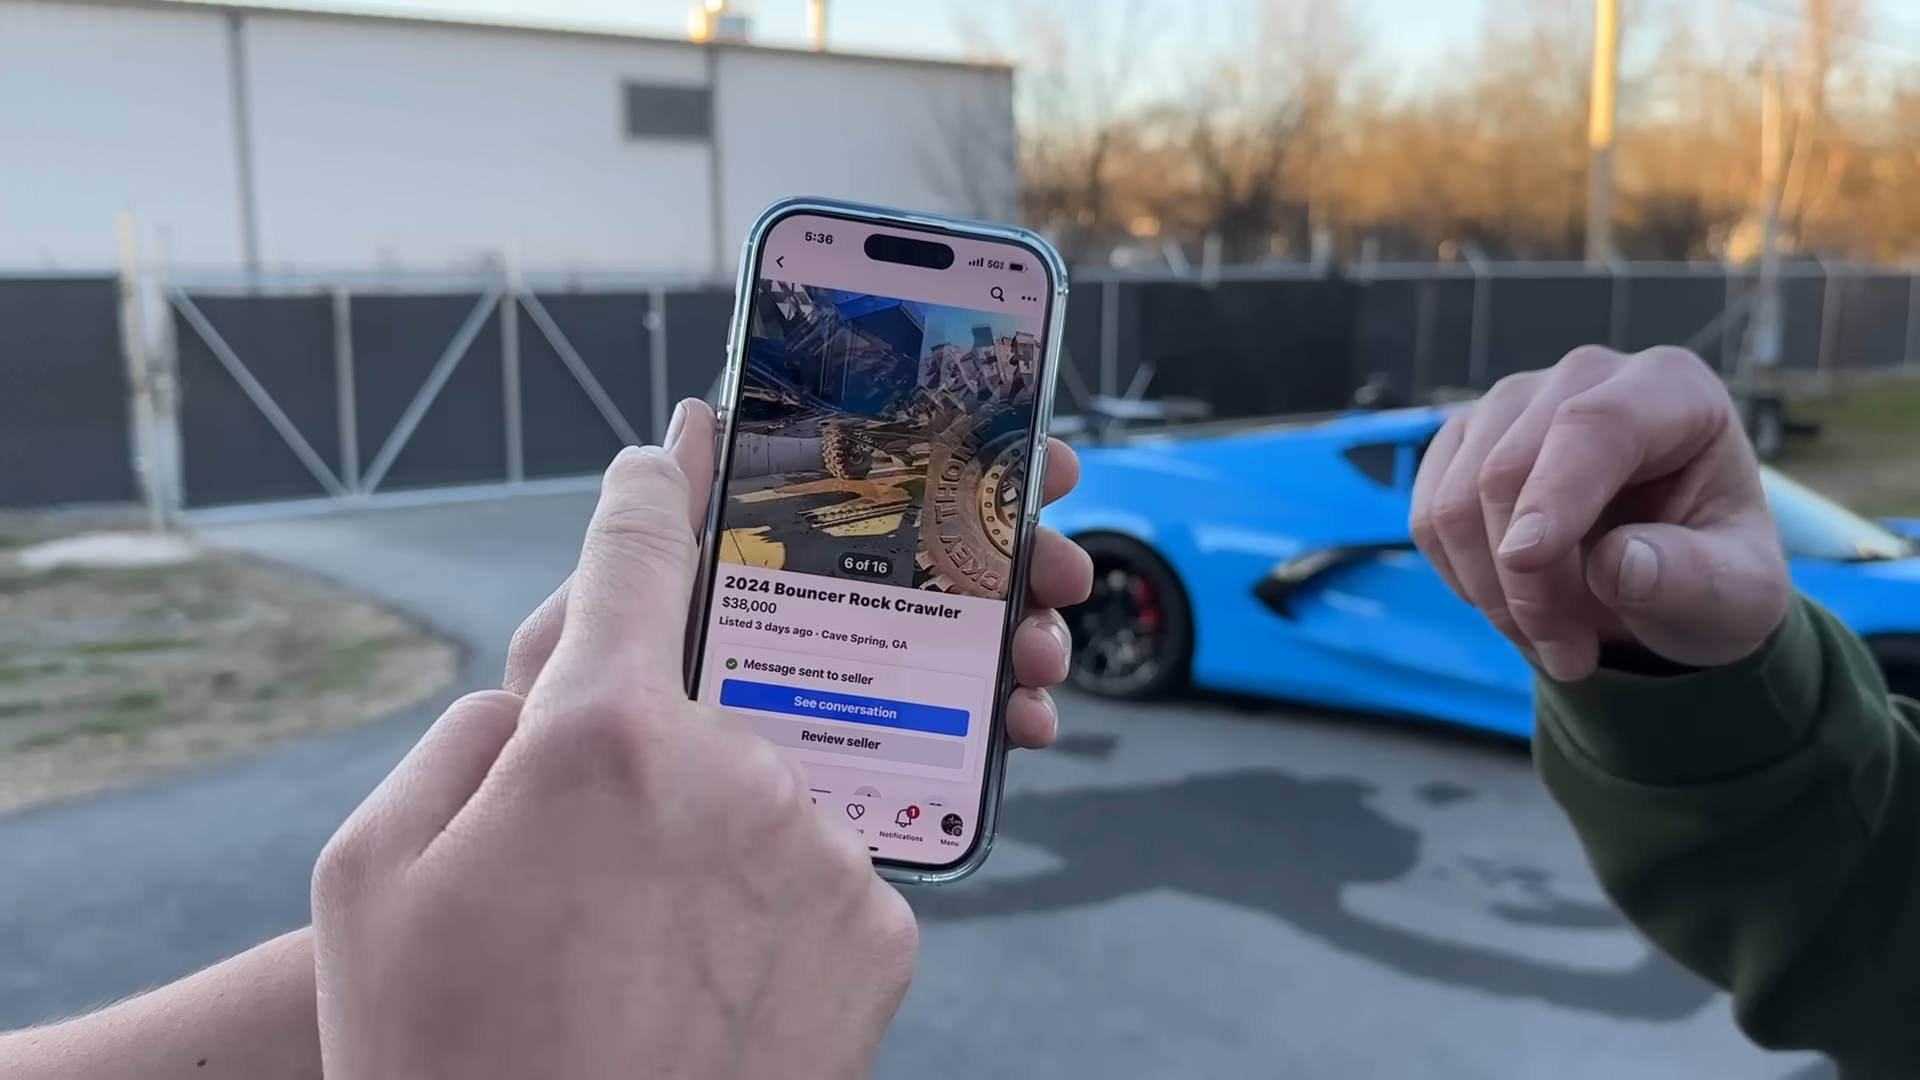 5:36
5G
6 of 16
2024 Bouncer Rock Crawler
$38,000
Listed 3 days ago · Cave Spring, GA
Message sent to seller
See conversation
Review seller
1
Notifications
Menu